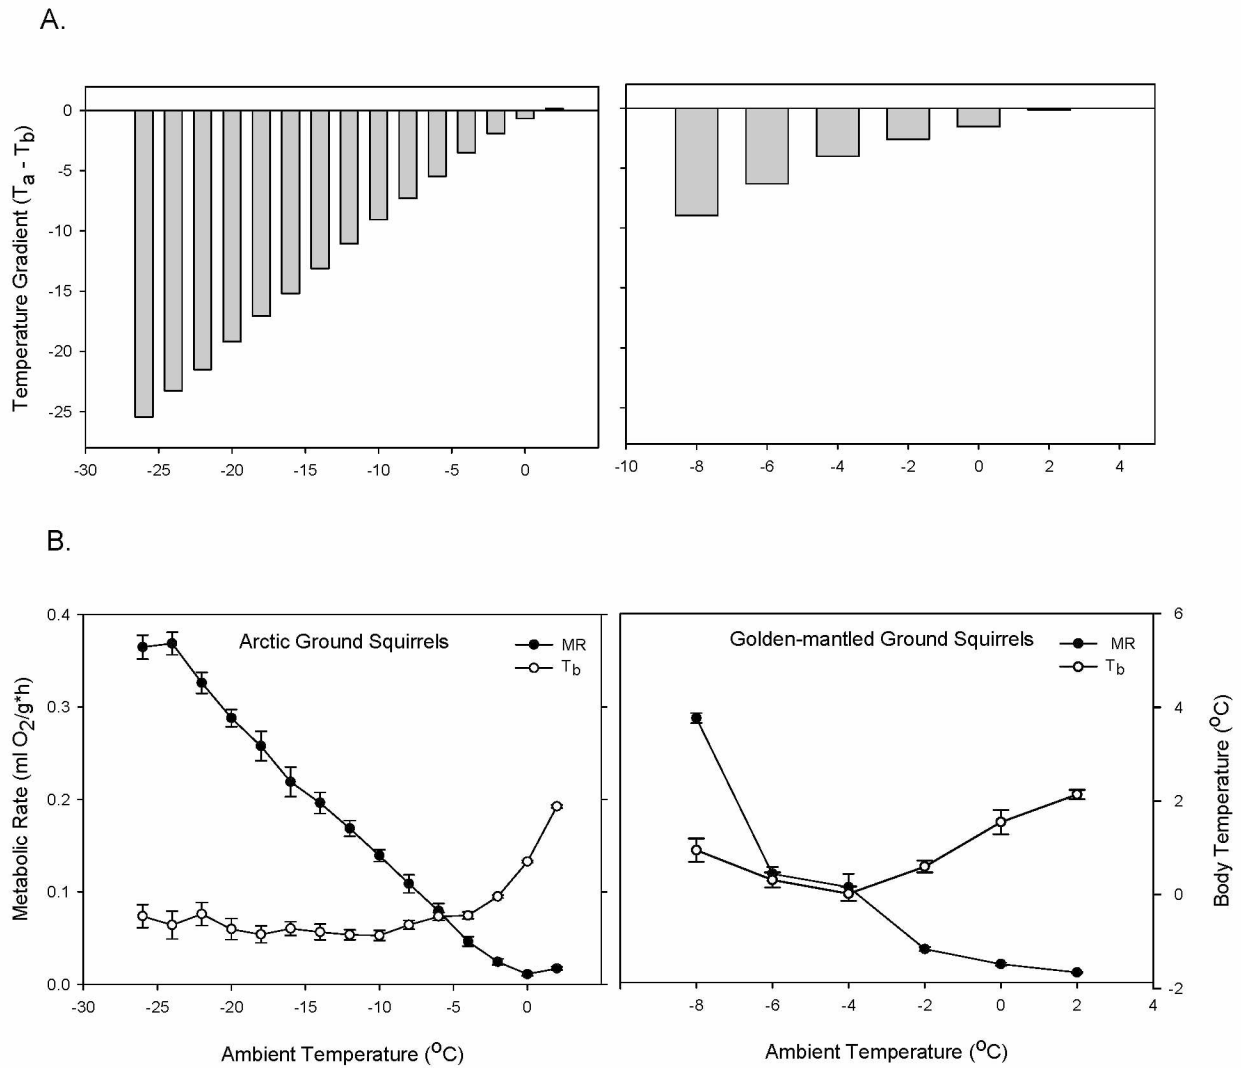 A.
Temperature Gradient (Ta - Tb)
0
-5
-10
-15
-20
-25
-30 -25 -20 -15 -10 -5 0
-10 -8 -6 -4 -2 0 2 4
B.
Metabolic Rate (ml O2/g*h)
0.4
0.3
0.2
0.1
0.0
Arctic Ground Squirrels
MR
Tb
-30 -25 -20 -15 -10 -5 0
Ambient Temperature (oC)
Golden-mantled Ground Squirrels
MR
Tb
6
4
2
0
-2
Body Temperature (oC)
-8 -6 -4 -2 0 2 4
Ambient Temperature (oC)